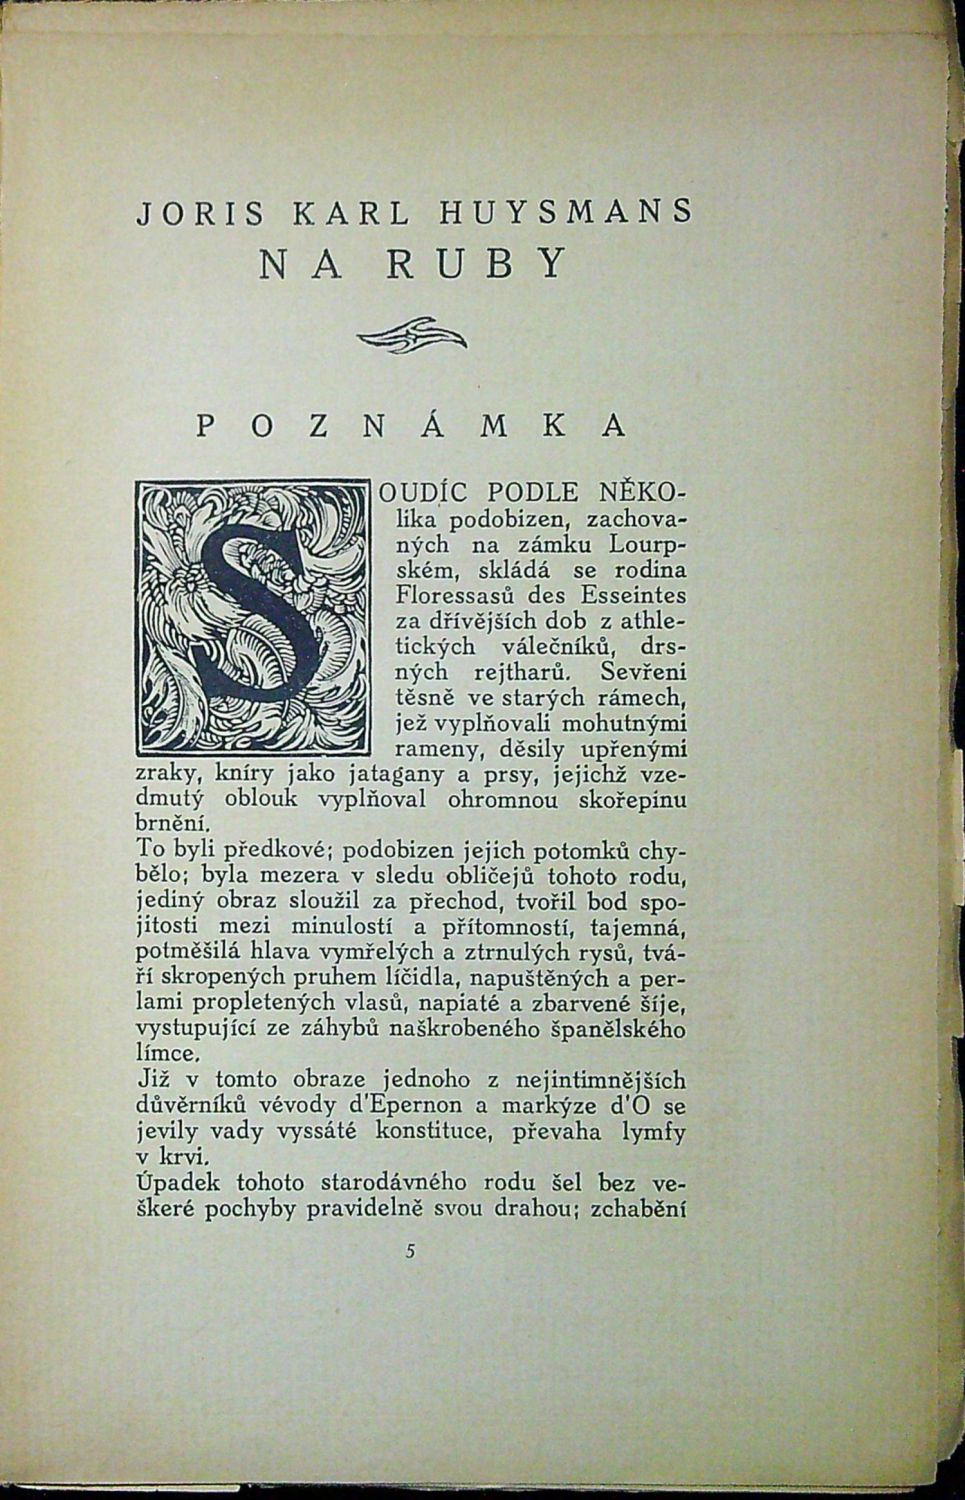 JORIS KARL HUYSMANS
NA RUBY
POZNÁMKA
SOUDÍC PODLE NĚKO-
lika podobizen, zachova-
ných na zámku Lourp-
ském, skládá se rodina
Floressasů des Esseintes
za dřívějších dob z athle-
tických válečníků, drs-
ných rejtharů. Sevřeni
těsně ve starých rámech,
jež vyplňovali mohutnými
rameny, děsily upřenými
zraky, kníry jako jatagany a prsy, jejichž vze-
dmutý oblouk vyplňoval ohromnou skořepinu
brnění.
To byli předkové; podobizen jejich potomků chy-
bělo; byla mezera v sledu obličejů tohoto rodu,
jediný obraz sloužil za přechod, tvořil bod spo-
jitosti mezi minulostí a přítomností, tajemná,
potměšilá hlava vymřelých a ztrnulých rysů, tvá-
ří skropených pruhem líčidla, napuštěných a per-
lami propletených vlasů, napiaté a zbarvené šíje,
vystupující ze záhybů naškrobeného španělského
límce.
Již v tomto obraze jednoho z nejintimnějších
důvěrníků vévody d'Epernon a markýze d'O se
jevily vady vyssáté konstituce, převaha lymfy
v krvi.
Úpadek tohoto starodávného rodu šel bez ve-
škeré pochyby pravidelně svou drahou; zchabění
5